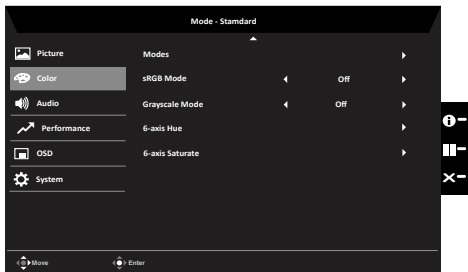 Mode - Standard
Picture
Modes
Color
sRGB Mode Off
Audio
Grayscale Mode Off
Performance
6-axis Hue
OSD
6-axis Saturate
System
Move Enter